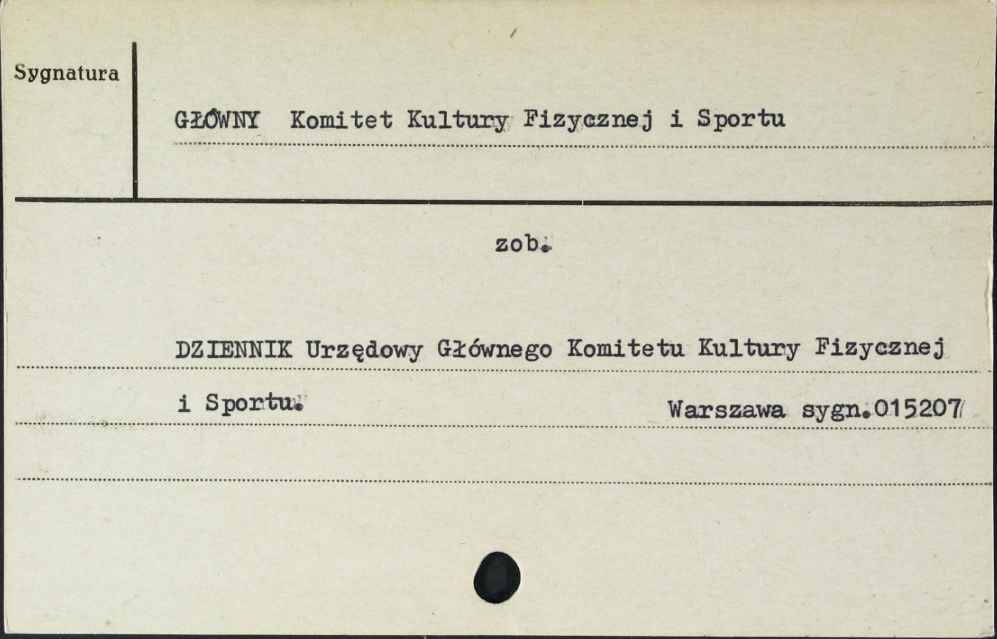 Sygnatura
GŁÓWNY Komitet Kultury Fizycznej i Sportu
zob.
DZIENNIK Urzędowy Głównego Komitetu Kultury Fizycznej
i Sportu. Warszawa sygn.015207